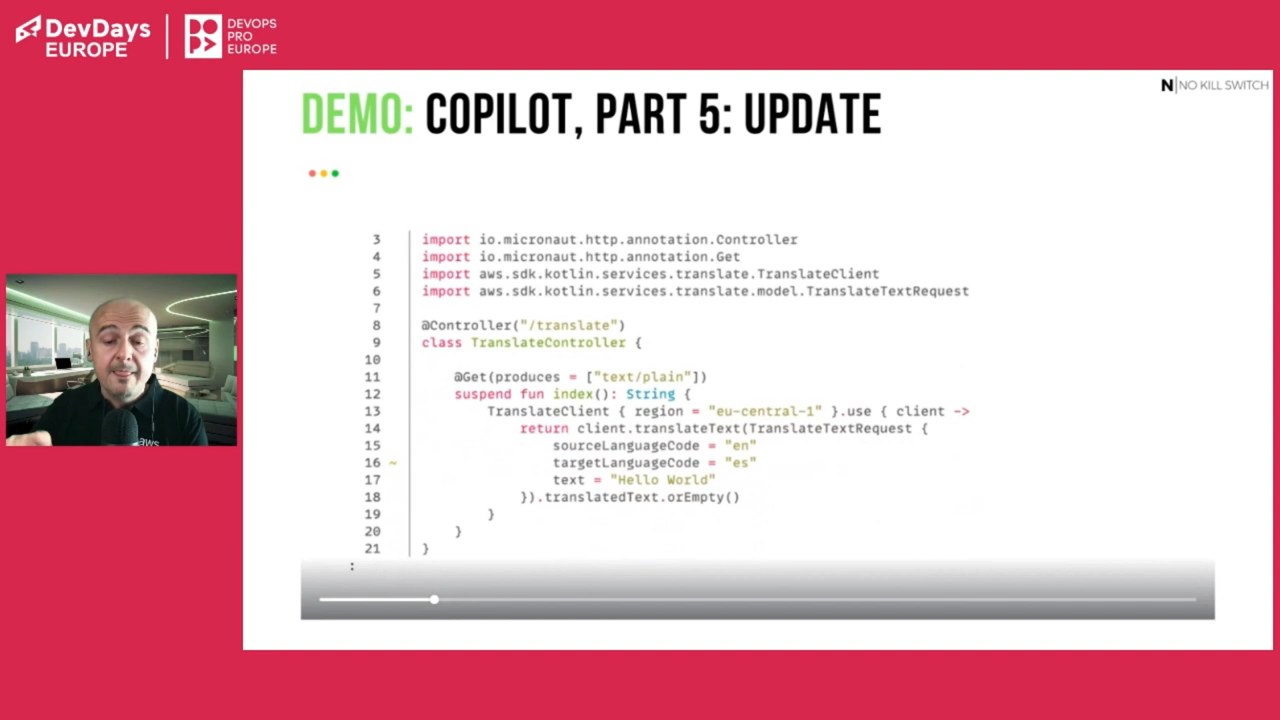 DevDays
EUROPE
DEVOPS
PRO
EUROPE
N|NO KILL SWITCH
DEMO: COPILOT, PART 5: UPDATE
3 import io.micronaut.http.annotation.Controller
4 import io.micronaut.http.annotation.Get
5 import aws.sdk.kotlin.services.translate.TranslateClient
6 import aws.sdk.kotlin.services.translate.model.TranslateTextRequest
7
8 @Controller("/translate")
9 class TranslateController {
10
11 @Get(produces = ["text/plain"])
12 suspend fun index(): String {
13 TranslateClient { region = "eu-central-1" }.use { client ->
14 return client.translateText(TranslateTextRequest {
15 sourceLanguageCode = "en"
16 ~ targetLanguageCode = "es"
17 text = "Hello World"
18 }).translatedText.orEmpty()
19 }
20 }
21 }
:
aws